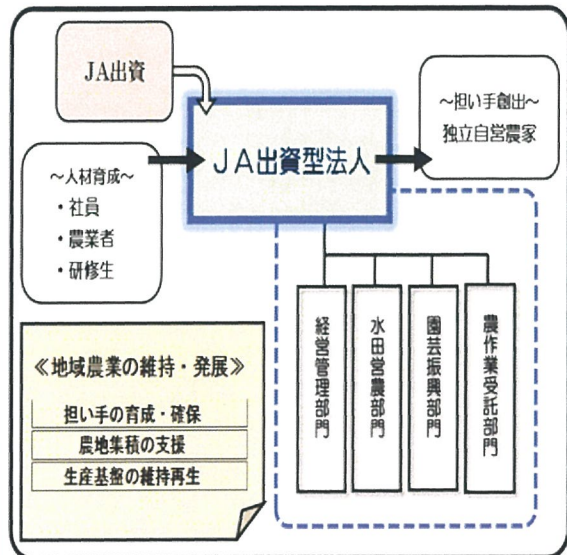 JA出資
～担い手創出～
独立自営農家
JA出資型法人
～人材育成～
・社員
・農業者
・研修生
経営管理部門
水田営農部門
園芸振興部門
農作業受託部門
≪地域農業の維持・発展≫
担い手の育成・確保
農地集積の支援
生産基盤の維持再生